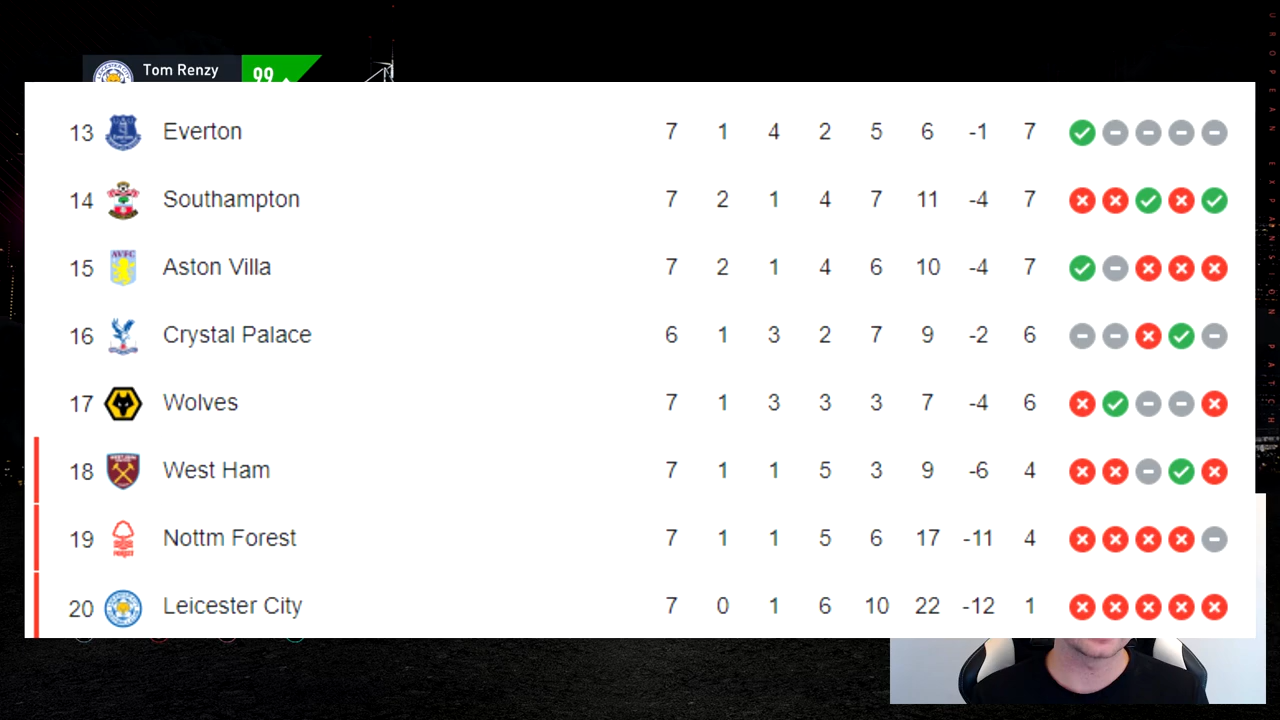 Tom Renzy 99
13 Everton 7 1 4 2 5 6 -1 7
14 Southampton 7 2 1 4 7 11 -4 7
15 Aston Villa 7 2 1 4 6 10 -4 7
16 Crystal Palace 6 1 3 2 7 9 -2 6
17 Wolves 7 1 3 3 3 7 -4 6
18 West Ham 7 1 1 5 3 9 -6 4
19 Nottm Forest 7 1 1 5 6 17 -11 4
20 Leicester City 7 0 1 6 10 22 -12 1
UROPEAN EXPANSION PATCH